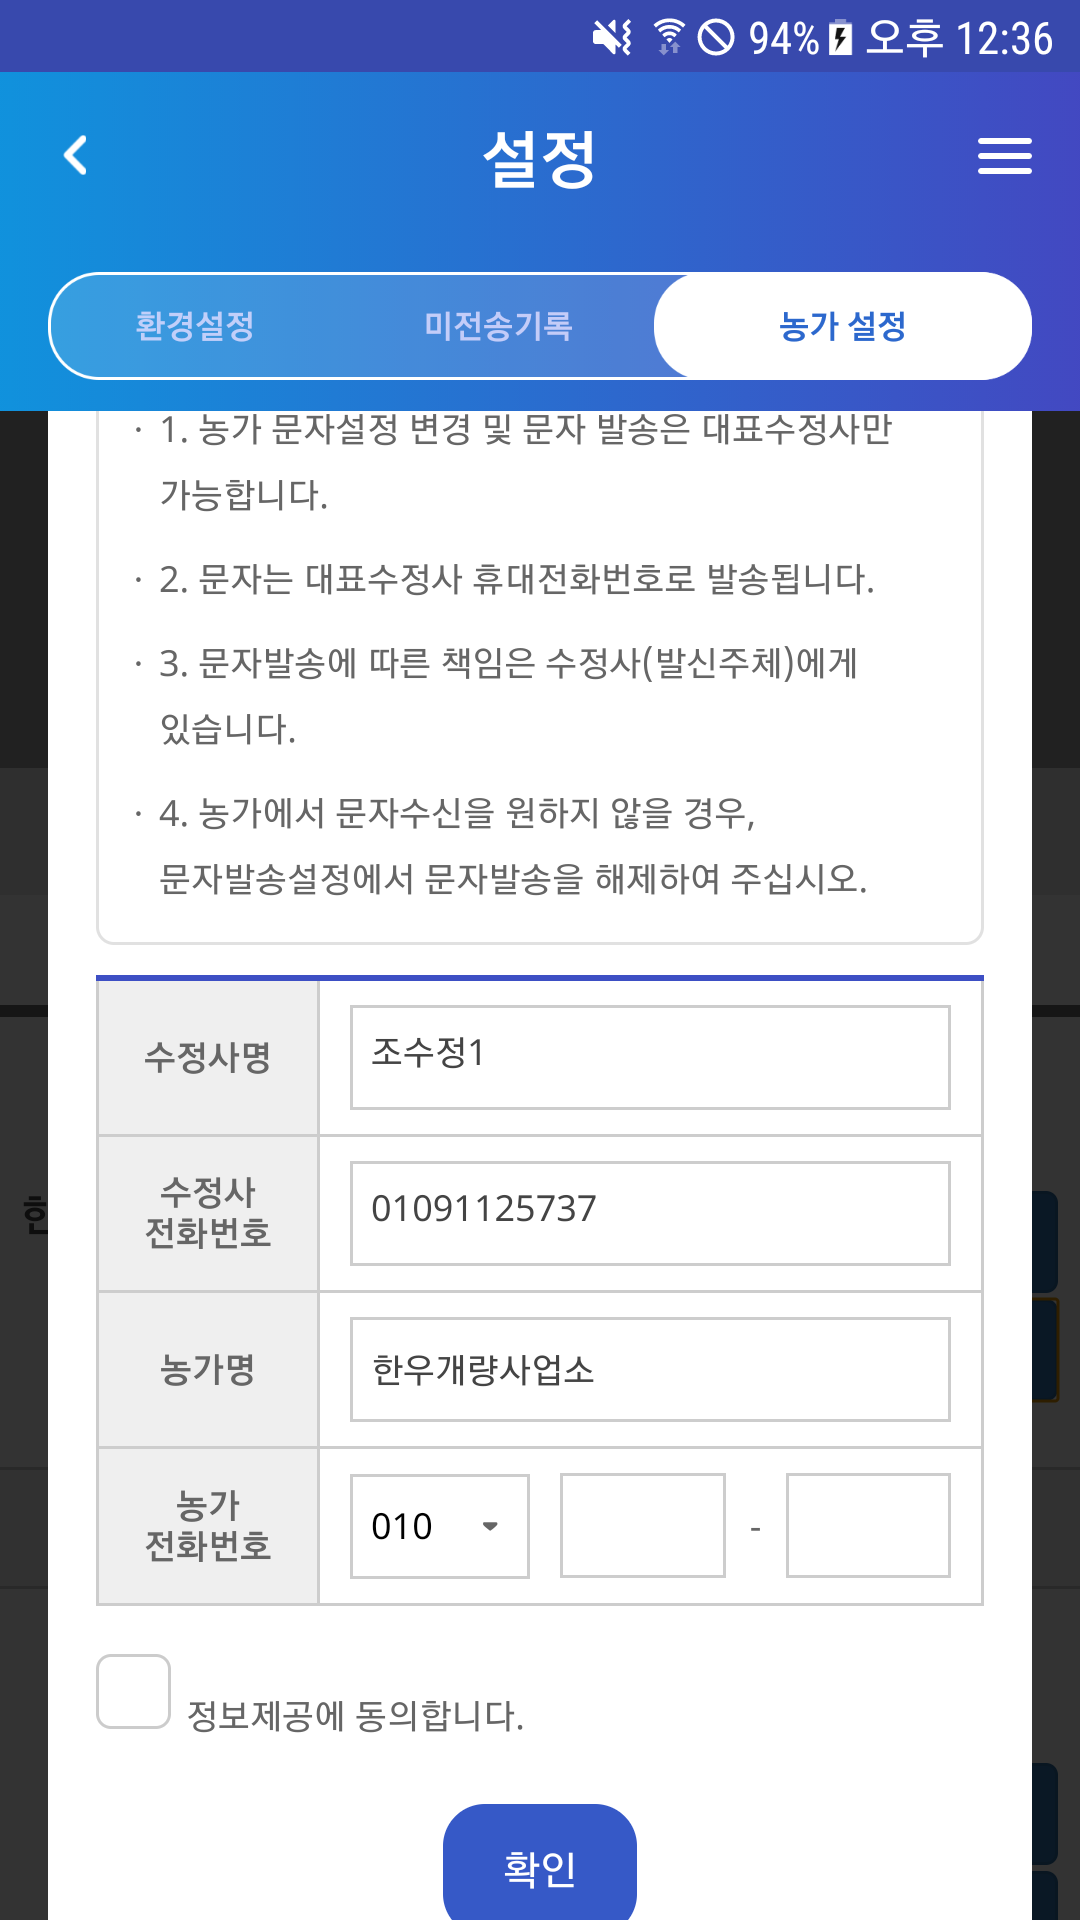 94% 오후 12:36
설정
환경설정 미전송기록 농가 설정
· 1. 농가 문자설정 변경 및 문자 발송은 대표수정사만
가능합니다.
· 2. 문자는 대표수정사 휴대전화번호로 발송됩니다.
· 3. 문자발송에 따른 책임은 수정사(발신주체)에게
있습니다.
· 4. 농가에서 문자수신을 원하지 않을 경우,
문자발송설정에서 문자발송을 해제하여 주십시오.
수정사명 조수정1
수정사
전화번호 01091125737
농가명 한우개량사업소
농가
전화번호 010 -
정보제공에 동의합니다.
확인